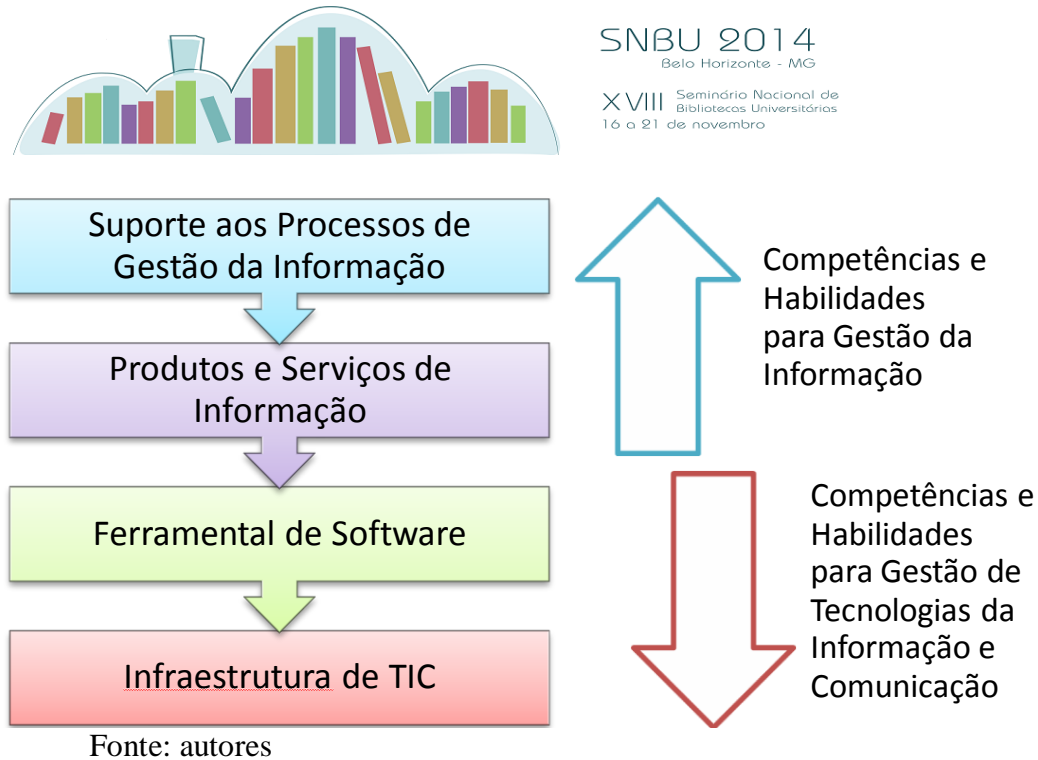 SNBU 2014
Belo Horizonte - MG
XVIII Seminário Nacional de
Bibliotecas Universitárias
16 a 21 de novembro
Suporte aos Processos de
Gestão da Informação
Produtos e Serviços de
Informação
Ferramental de Software
Infraestrutura de TIC
Competências e
Habilidades
para Gestão da
Informação
Competências e
Habilidades
para Gestão de
Tecnologias da
Informação e
Comunicação
Fonte: autores